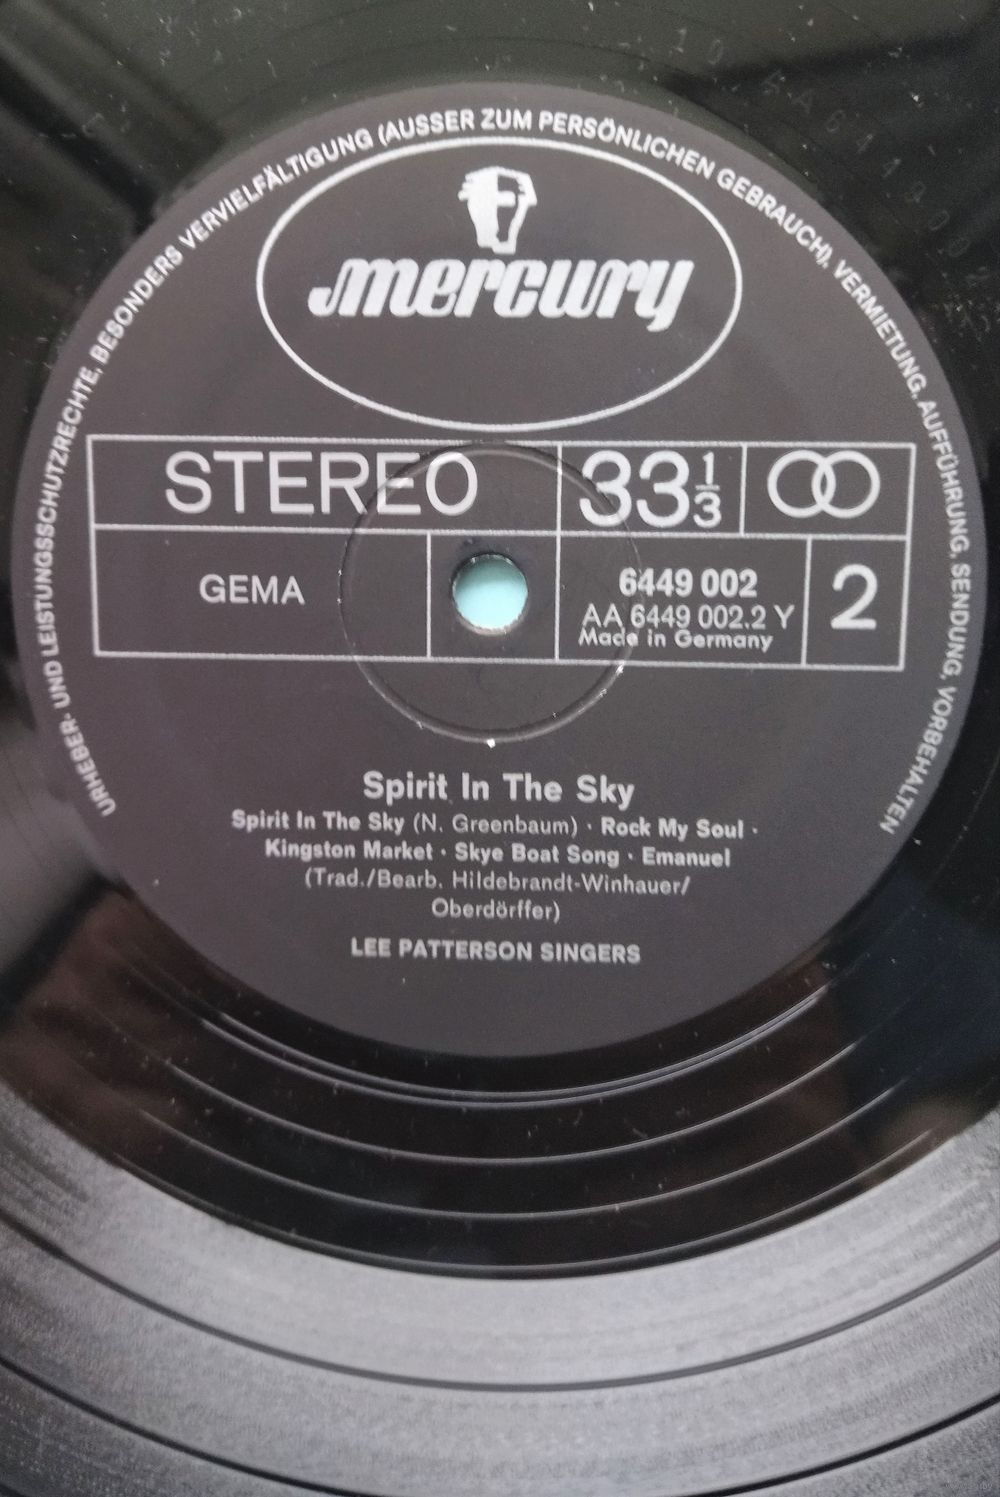 URHEBER- UND LEISTUNGSSCHUTZRECHTE, BESONDERS VERVIELFÄLTIGUNG (AUSSER ZUM PERSÖNLICHEN GEBRAUCH), VERMIETUNG, AUFFÜHRUNG, SENDUNG, VORBEHALTEN
mercury
STEREO 33 1/3
GEMA
6449 002
AA 6449 002.2 Y
Made in Germany
2
Spirit In The Sky
Spirit In The Sky (N. Greenbaum) · Rock My Soul ·
Kingston Market · Skye Boat Song · Emanuel
(Trad./Bearb. Hildebrandt-Winhauer/
Oberdörffer)
LEE PATTERSON SINGERS